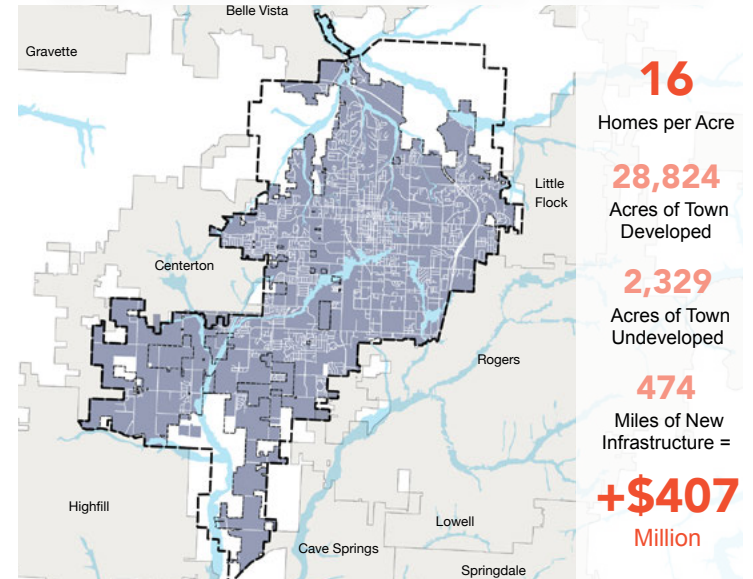 Belle Vista
Gravette
Little
Flock
Centerton
Rogers
Highfill
Lowell
Cave Springs
Springdale
16
Homes per Acre
28,824
Acres of Town
Developed
2,329
Acres of Town
Undeveloped
474
Miles of New
Infrastructure =
+$407
Million